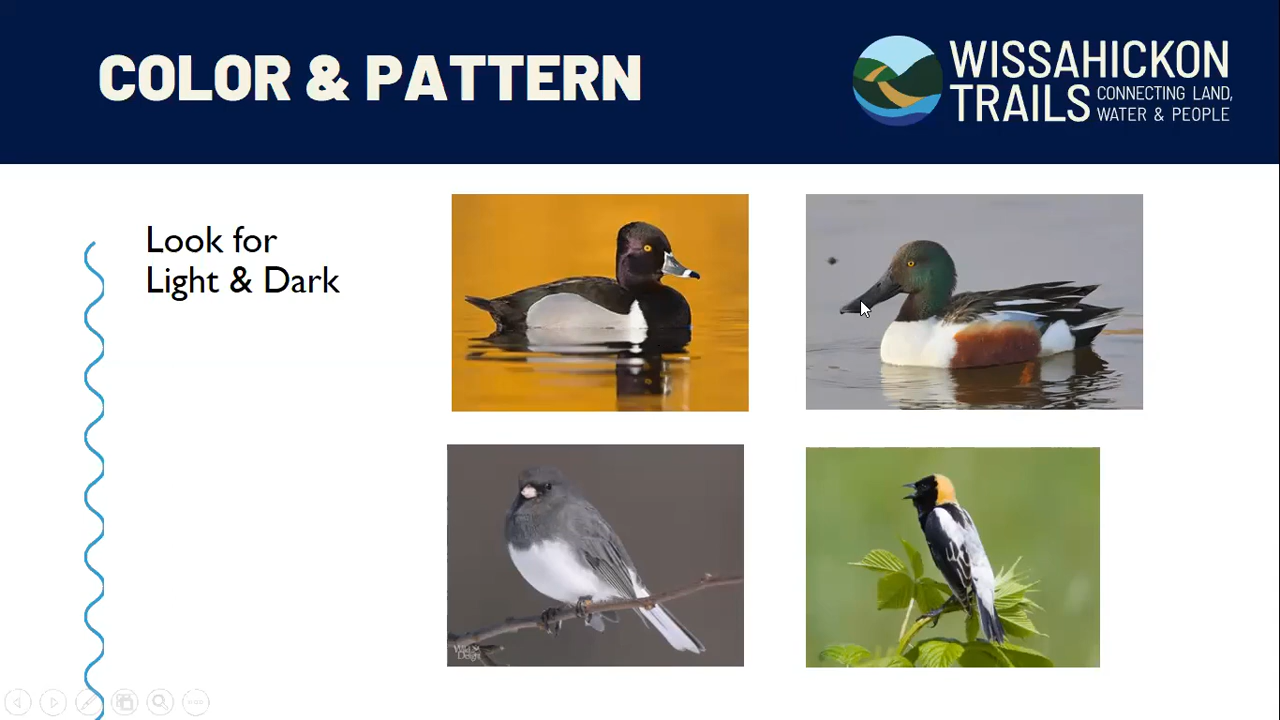 COLOR & PATTERN
WISSAHICKON
TRAILS CONNECTING LAND,
WATER & PEOPLE
Look for
Light & Dark